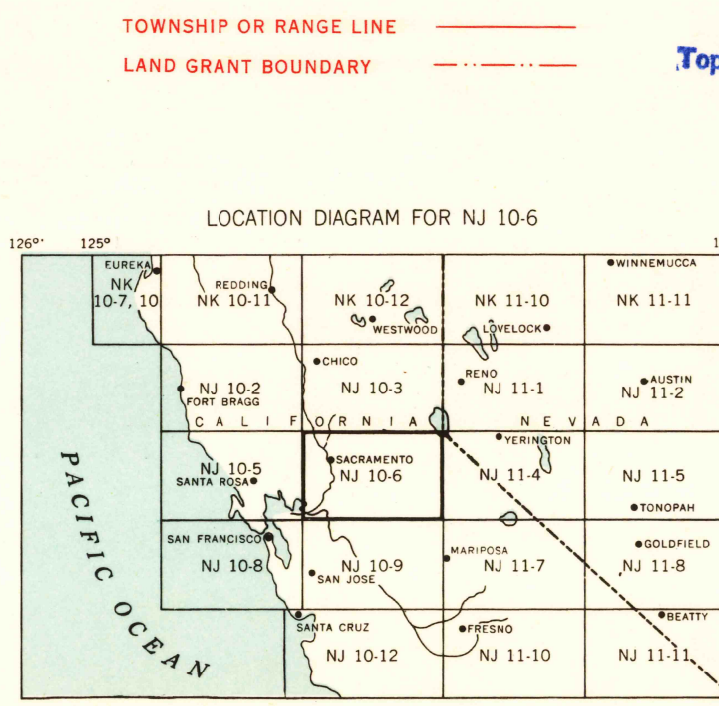 TOWNSHIP OR RANGE LINE
LAND GRANT BOUNDARY
Top
LOCATION DIAGRAM FOR NJ 10-6
126°
125°
1
EUREKA
NK
10-7, 10
REDDING
NK 10-11
NK 10-12
WESTWOOD
NK 11-10
LOVELOCK
WINNEMUCCA
NK 11-11
NJ 10-2
FORT BRAGG
CHICO
NJ 10-3
RENO
NJ 11-1
AUSTIN
NJ 11-2
CALIFORNIA
NEVADA
NJ 10-5
SANTA ROSA
SACRAMENTO
NJ 10-6
YERINGTON
NJ 11-4
NJ 11-5
TONOPAH
PACIFIC OCEAN
SAN FRANCISCO
NJ 10-8
NJ 10-9
SAN JOSE
MARIPOSA
NJ 11-7
GOLDFIELD
NJ 11-8
SANTA CRUZ
NJ 10-12
FRESNO
NJ 11-10
BEATTY
NJ 11-11